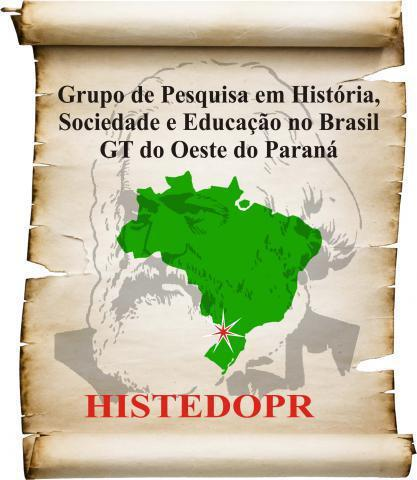 Grupo de Pesquisa em História,
Sociedade e Educação no Brasil
GT do Oeste do Paraná
HISTEDOPR